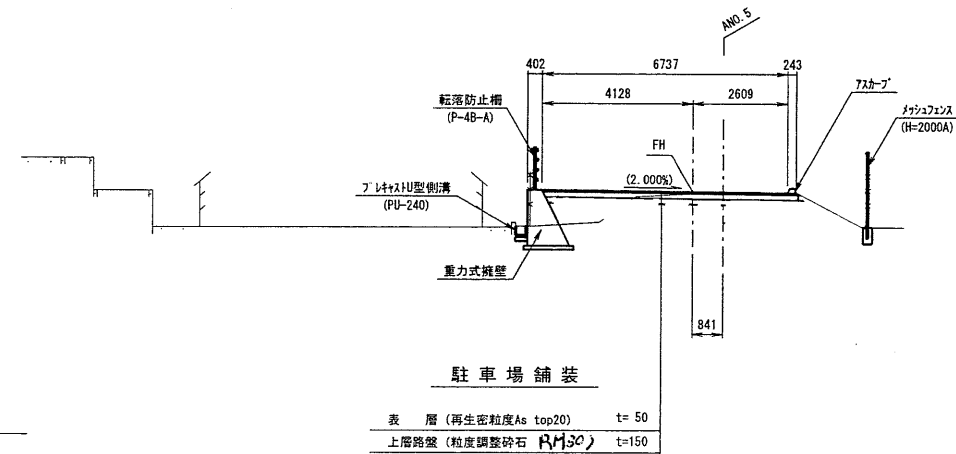 ANO.5
402
6737
243
4128
2609
アスカーブ
転落防止柵
(P-4B-A)
メッシュフェンス
(H=2000A)
FH
(2.000%)
プレキャストU型側溝
(PU-240)
重力式擁壁
841
駐車場舗装
表 層 (再生密粒度As top20) t= 50
上層路盤 (粒度調整砕石 RM30) t=150